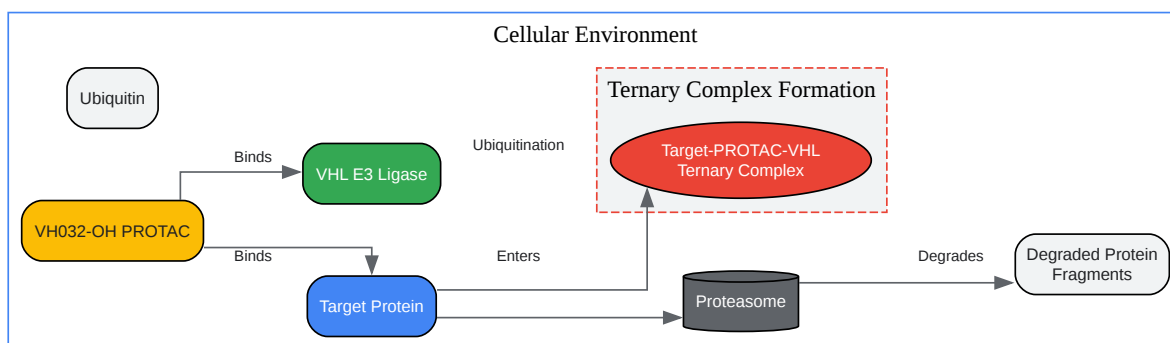 Cellular Environment
Ubiquitin
Ternary Complex Formation
Ubiquitination
Target-PROTAC-VHL
Ternary Complex
Binds
VHL E3 Ligase
VH032-OH PROTAC
Binds
Enters
Degrades
Degraded Protein
Fragments
Target Protein
Proteasome